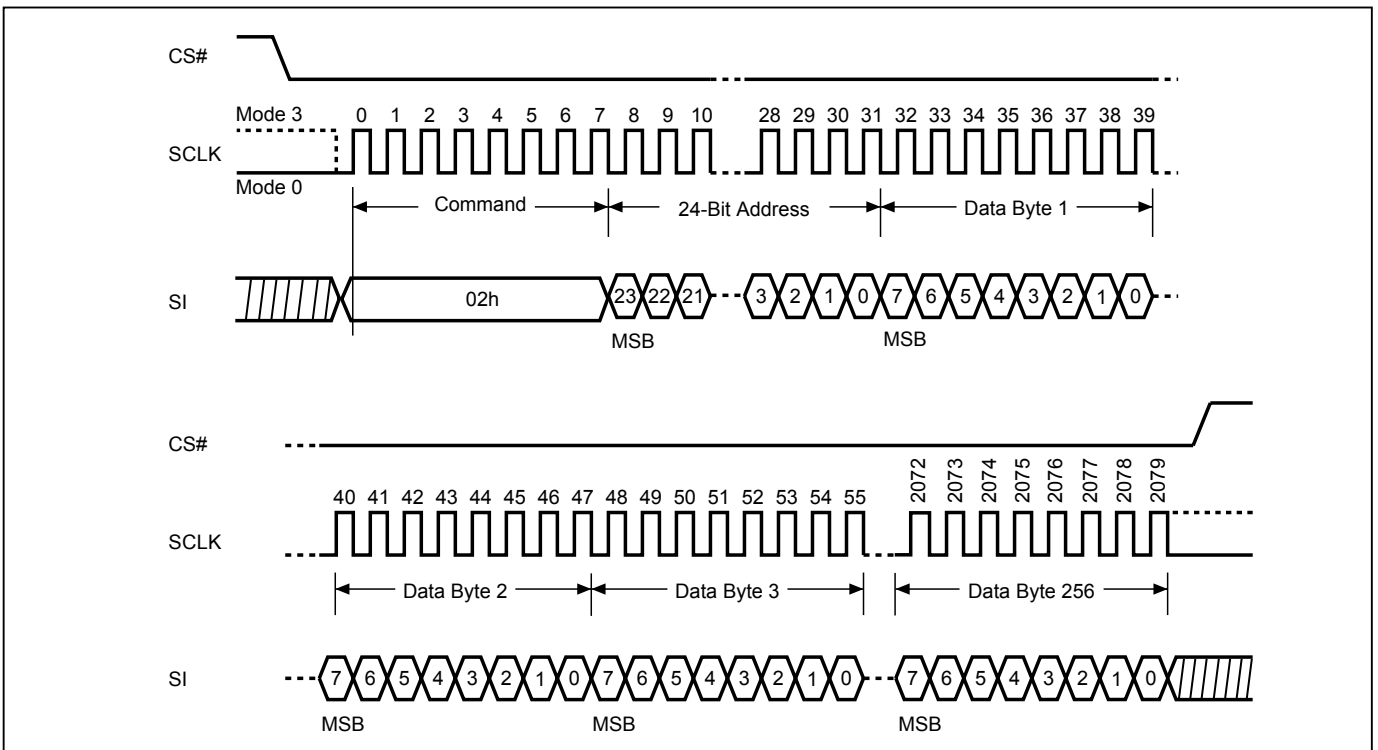 CS#
Mode 3 0 1 2 3 4 5 6 7 8 9 10 28 29 30 31 32 33 34 35 36 37 38 39
SCLK
Mode 0
Command 24-Bit Address Data Byte 1
SI 02h 23 22 21 3 2 1 0 7 6 5 4 3 2 1 0
MSB MSB
CS#
2072 2073 2074 2075 2076 2077 2078 2079
40 41 42 43 44 45 46 47 48 49 50 51 52 53 54 55
SCLK
Data Byte 2 Data Byte 3 Data Byte 256
SI 7 6 5 4 3 2 1 0 7 6 5 4 3 2 1 0 7 6 5 4 3 2 1 0
MSB MSB MSB